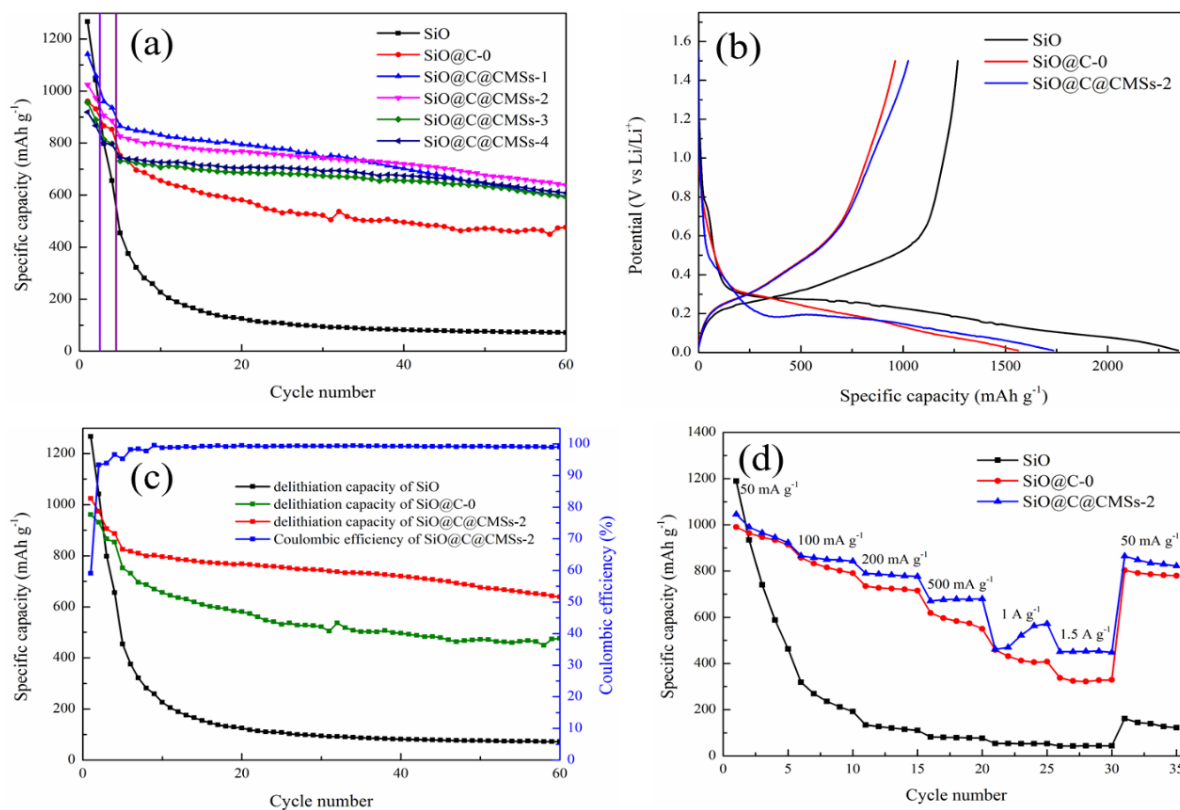 (a)
SiO
SiO@C-0
SiO@C@CMSs-1
SiO@C@CMSs-2
SiO@C@CMSs-3
SiO@C@CMSs-4
1200
1000
800
600
400
200
0
0 20 40 60
Specific capacity (mAh g⁻¹)
Cycle number
(b)
SiO
SiO@C-0
SiO@C@CMSs-2
1.6
1.2
0.8
0.4
0.0
0 500 1000 1500 2000
Potential (V vs Li/Li⁺)
Specific capacity (mAh g⁻¹)
(c)
delithiation capacity of SiO
delithiation capacity of SiO@C-0
delithiation capacity of SiO@C@CMSs-2
Coulombic efficiency of SiO@C@CMSs-2
1200
1000
800
600
400
200
0
0 20 40 60
100
90
80
70
60
50
40
30
20
10
0
Specific capacity (mAh g⁻¹)
Coulombic efficiency (%)
Cycle number
(d)
SiO
SiO@C-0
SiO@C@CMSs-2
50 mA g⁻¹
100 mA g⁻¹
200 mA g⁻¹
500 mA g⁻¹
1 A g⁻¹
1.5 A g⁻¹
50 mA g⁻¹
1400
1200
1000
800
600
400
200
0
0 5 10 15 20 25 30 35
Specific capacity (mAh g⁻¹)
Cycle number